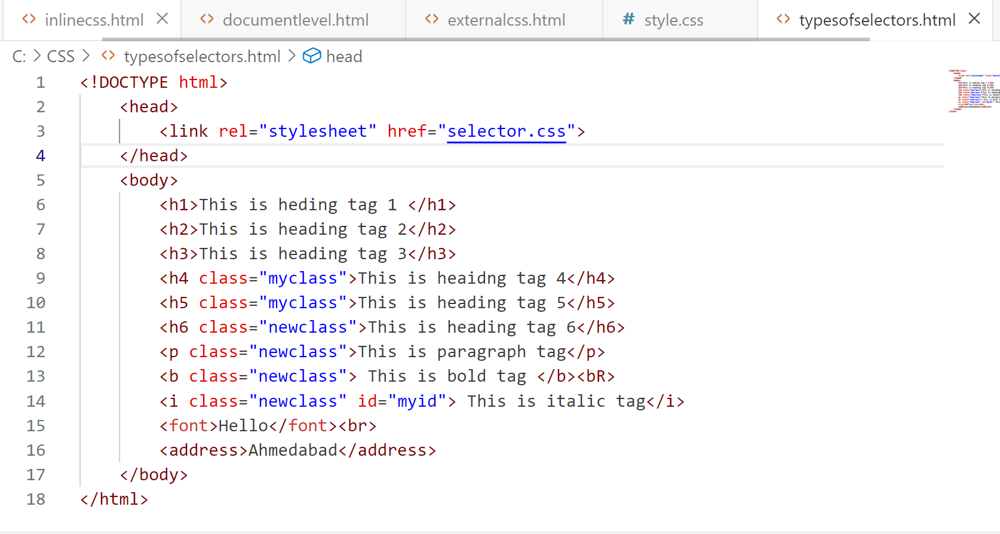 inlinecss.html documentlevel.html externalcss.html # style.css typesofselectors.html
C: > CSS > typesofselectors.html > head
1 <!DOCTYPE html>
2 <head>
3 <link rel="stylesheet" href="selector.css">
4 </head>
5 <body>
6 <h1>This is heding tag 1 </h1>
7 <h2>This is heading tag 2</h2>
8 <h3>This is heading tag 3</h3>
9 <h4 class="myclass">This is heaidng tag 4</h4>
10 <h5 class="myclass">This is heading tag 5</h5>
11 <h6 class="newclass">This is heading tag 6</h6>
12 <p class="newclass">This is paragraph tag</p>
13 <b class="newclass"> This is bold tag </b><bR>
14 <i class="newclass" id="myid"> This is italic tag</i>
15 <font>Hello</font><br>
16 <address>Ahmedabad</address>
17 </body>
18 </html>